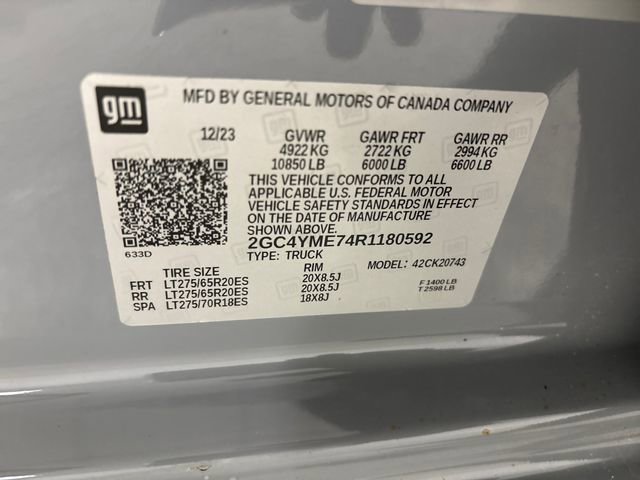 gm
MFD BY GENERAL MOTORS OF CANADA COMPANY
12/23 GVWR GAWR FRT GAWR RR
4922 KG 2722 KG 2994 KG
10850 LB 6000 LB 6600 LB
THIS VEHICLE CONFORMS TO ALL
APPLICABLE U.S. FEDERAL MOTOR
VEHICLE SAFETY STANDARDS IN EFFECT
ON THE DATE OF MANUFACTURE
SHOWN ABOVE.
2GC4YME74R1180592
633D
TYPE: TRUCK MODEL: 42CK20743
TIRE SIZE RIM
FRT LT275/65R20ES 20X8.5J F 1400 LB
RR LT275/65R20ES 20X8.5J T 2598 LB
SPA LT275/70R18ES 18X8J